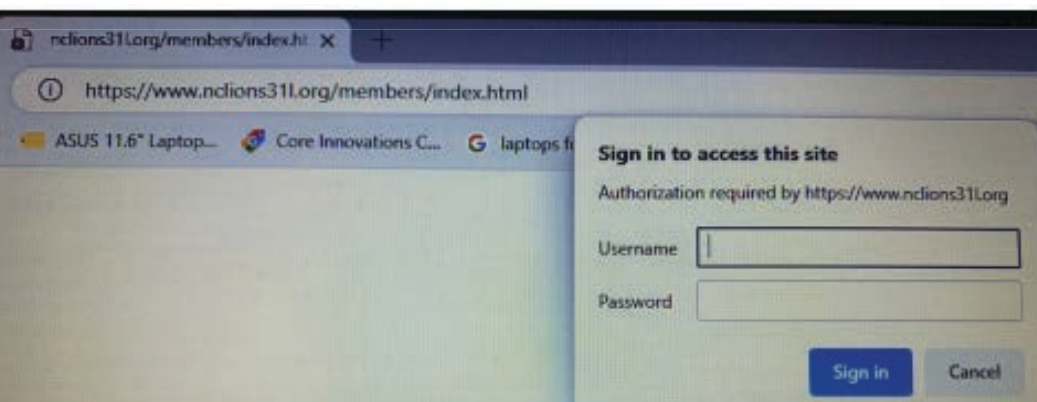 nclions31l.org/members/index.ht
https://www.nclions31l.org/members/index.html
ASUS 11.6" Laptop... Core Innovations C... G laptops f
Sign in to access this site
Authorization required by https://www.nclions31l.org
Username
Password
Sign in Cancel